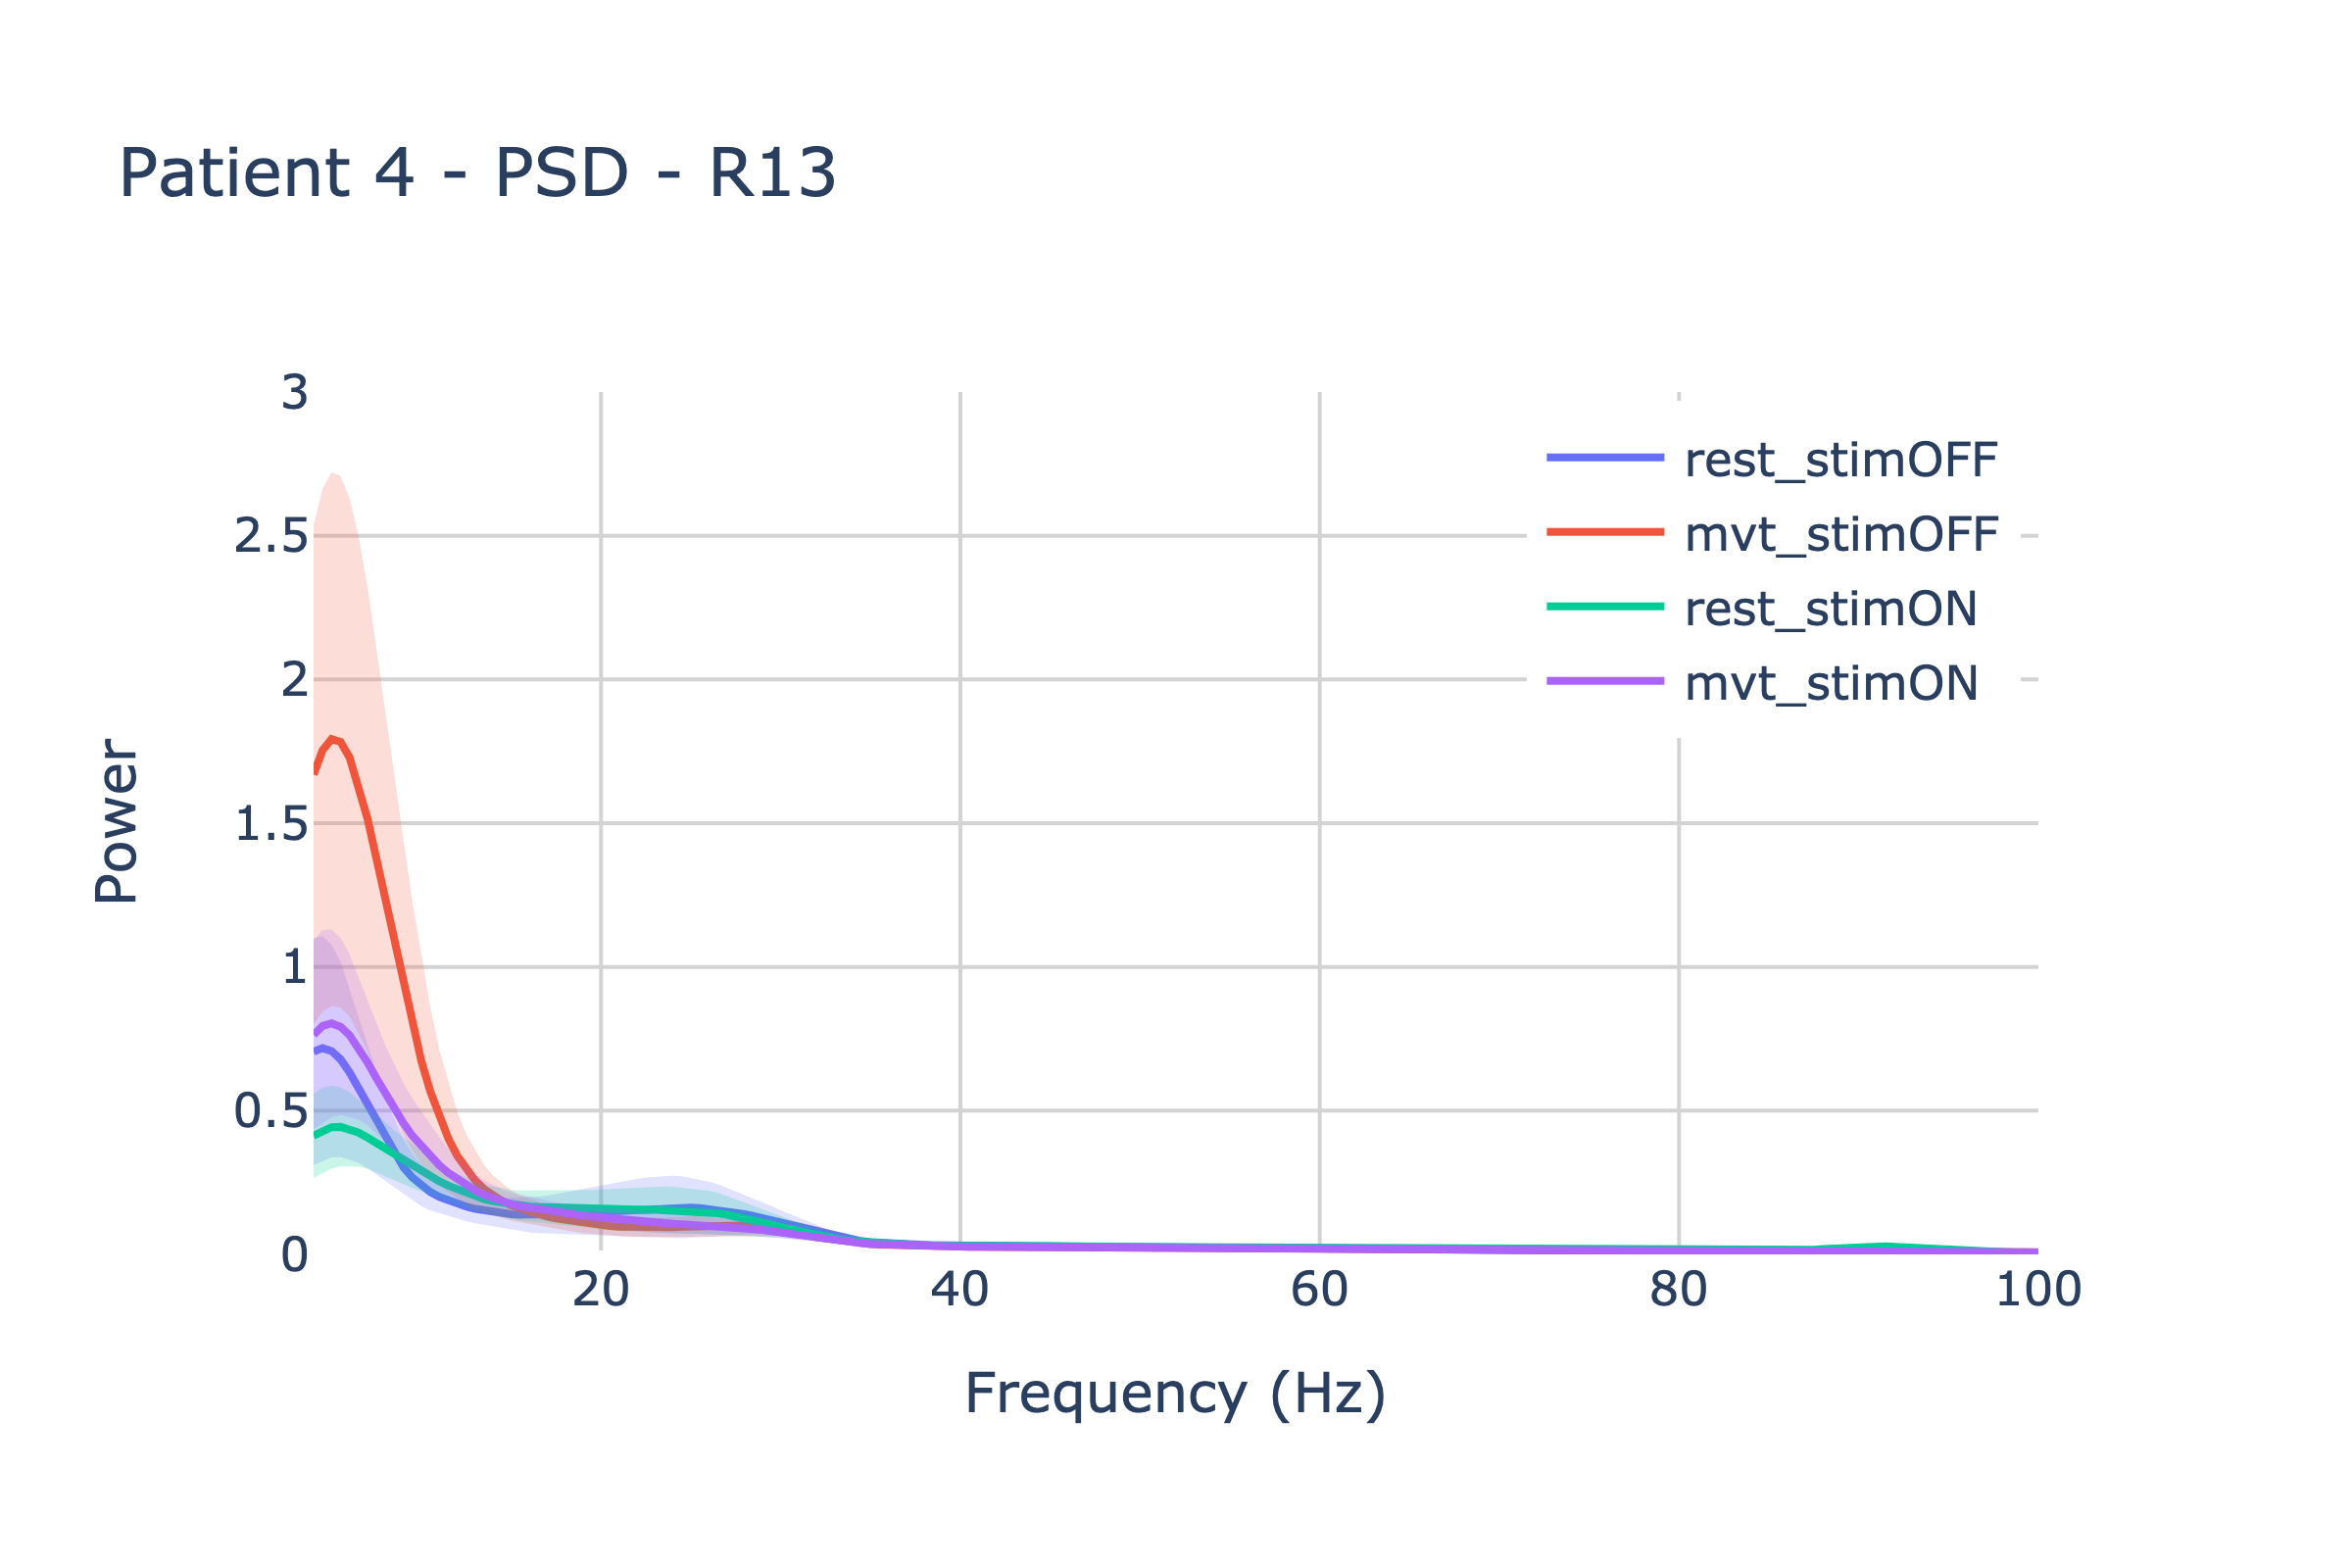 Patient 4 - PSD - R13
3
2.5
2
1.5
1
0.5
0
Power
rest_stimOFF
mvt_stimOFF
rest_stimON
mvt_stimON
20 40 60 80 100
Frequency (Hz)